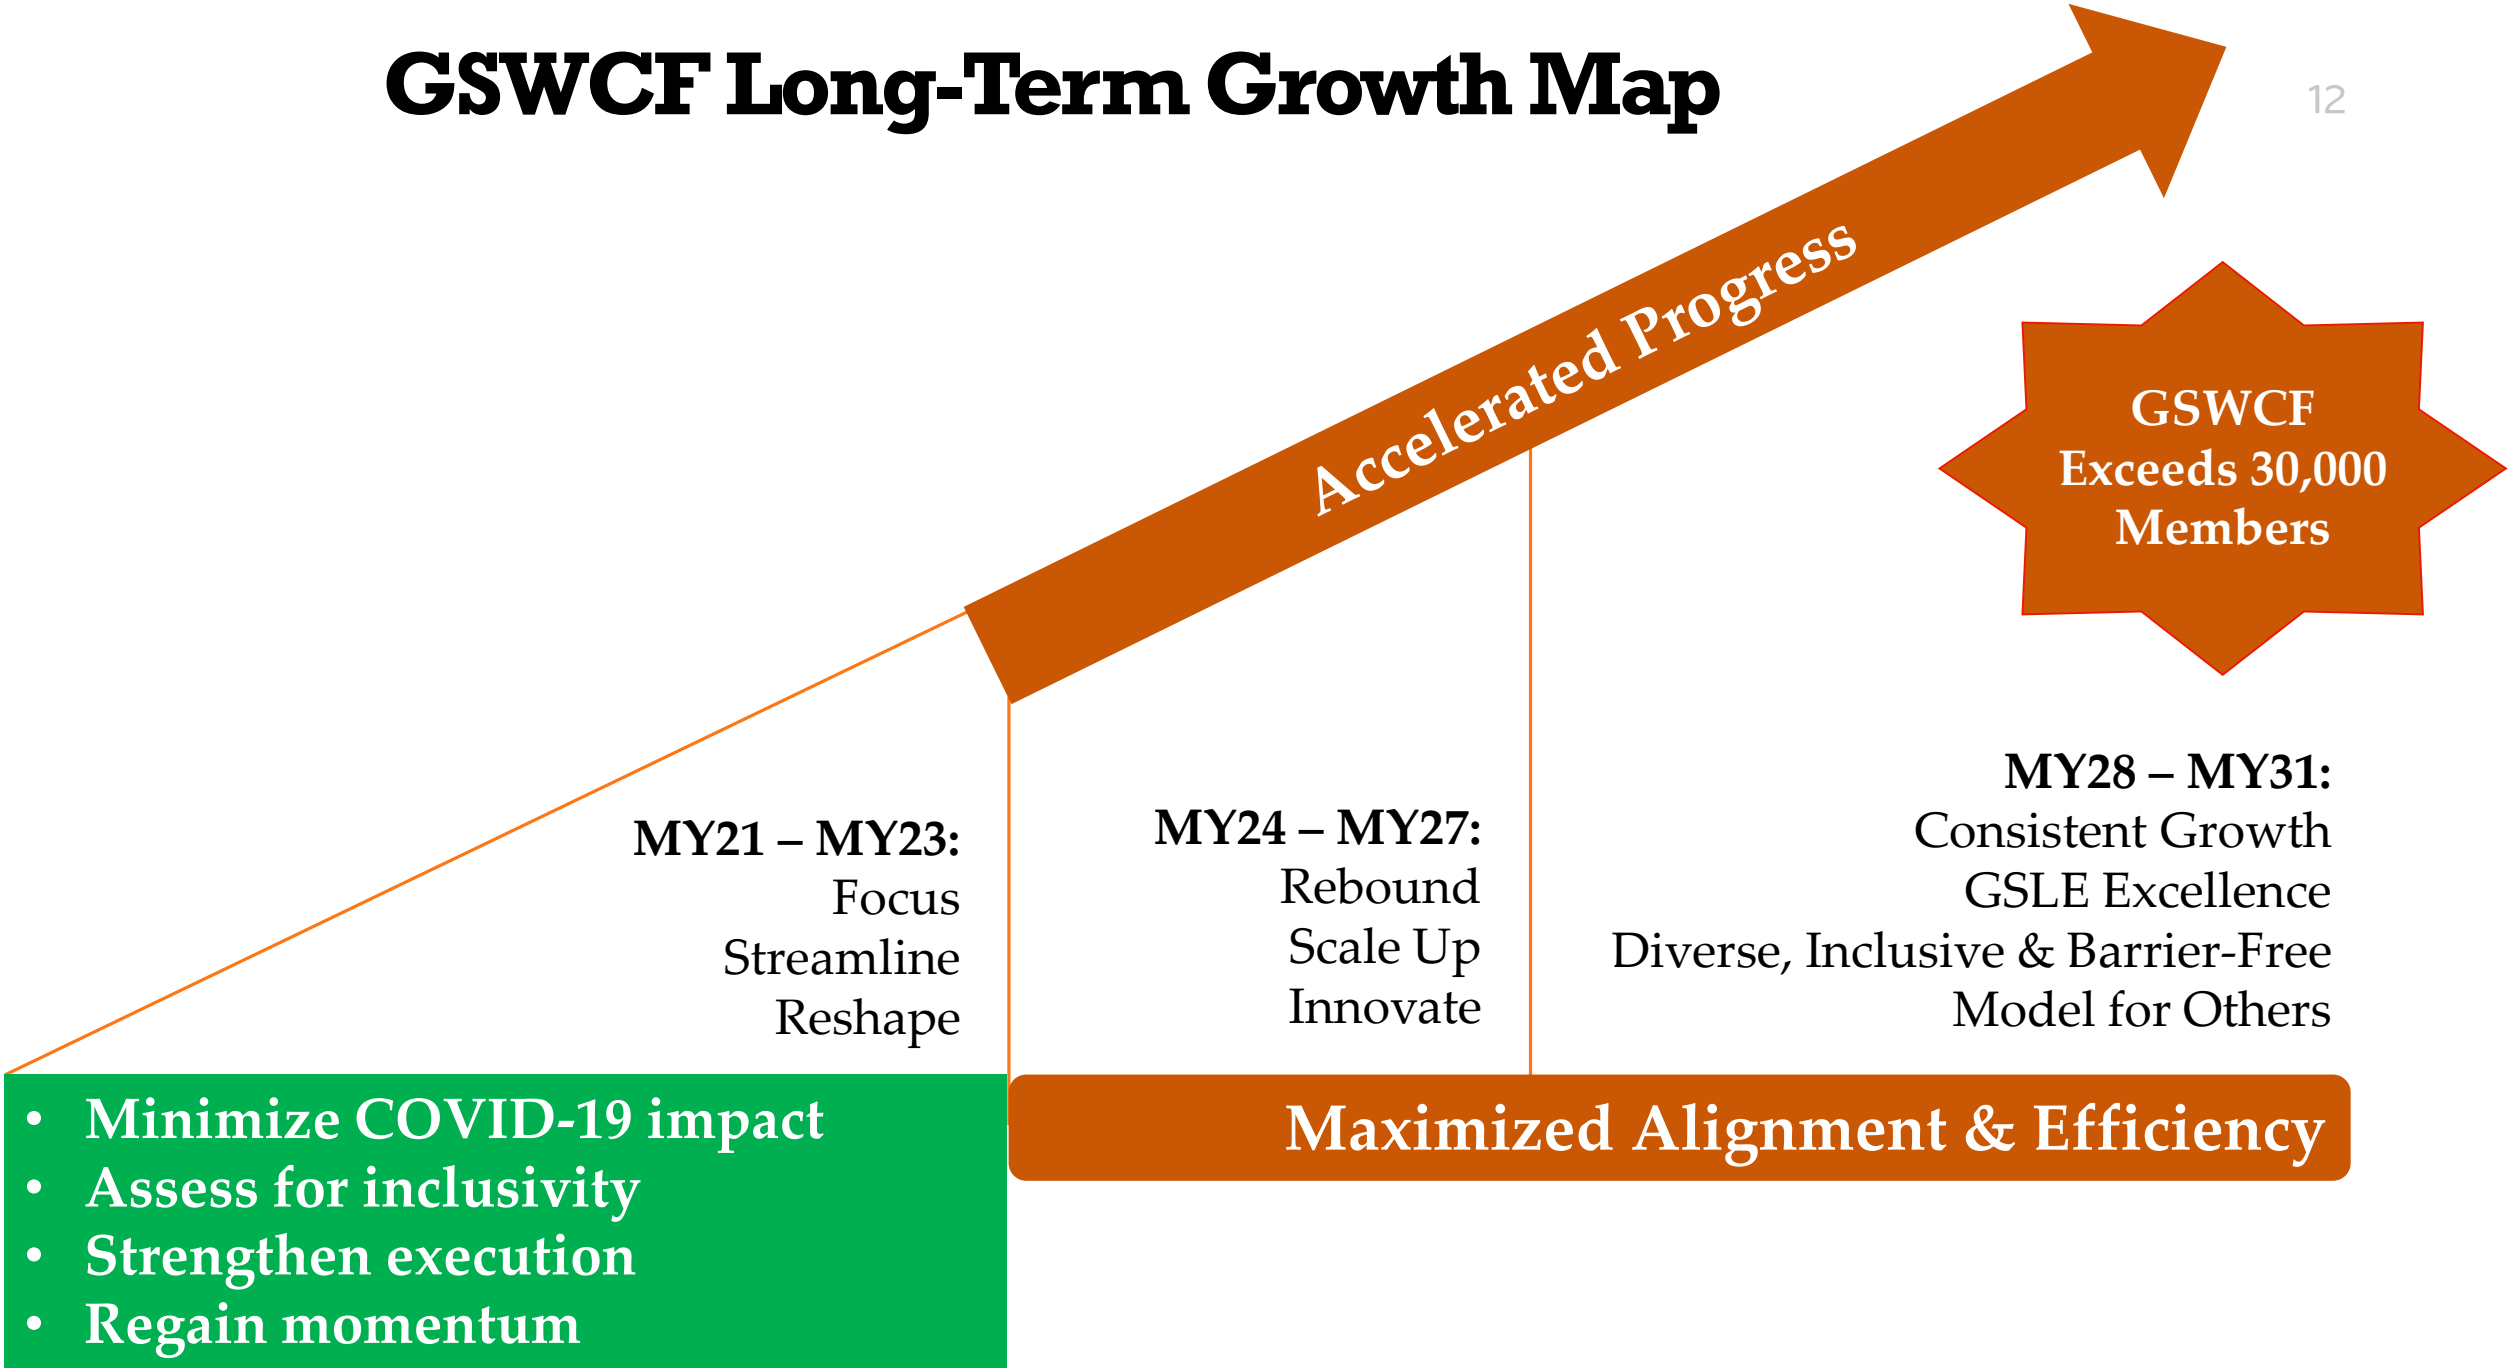 GSWCF Long-Term Growth Map
12
Accelerated Progress
GSWCF
Exceeds 30,000
Members
MY21 – MY23:
Focus
Streamline
Reshape
MY24 – MY27:
Rebound
Scale Up
Innovate
MY28 – MY31:
Consistent Growth
GSLE Excellence
Diverse, Inclusive & Barrier-Free
Model for Others
• Minimize COVID-19 impact
• Assess for inclusivity
• Strengthen execution
• Regain momentum
Maximized Alignment & Efficiency